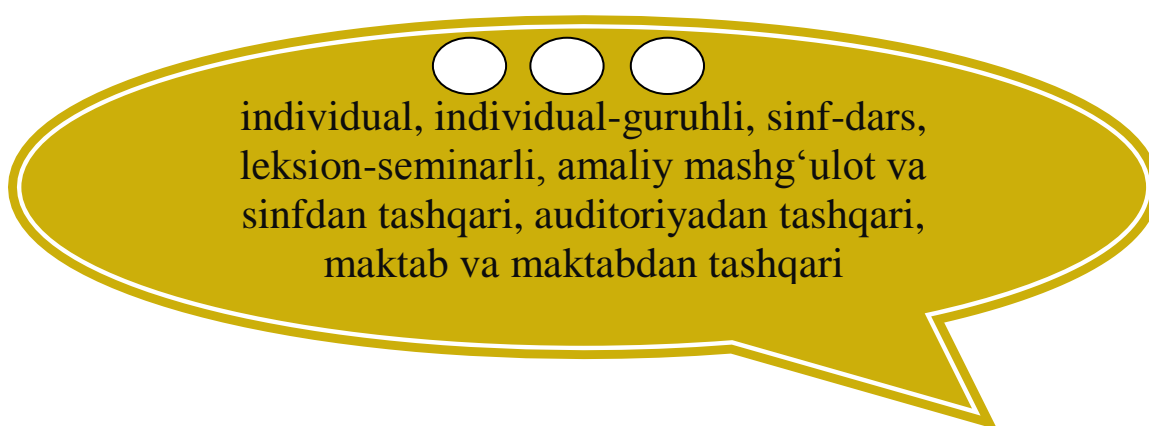 individual, individual-guruhli, sinf-dars,
leksion-seminarli, amaliy mashg‘ulot va
sinfdan tashqari, auditoriyadan tashqari,
maktab va maktabdan tashqari